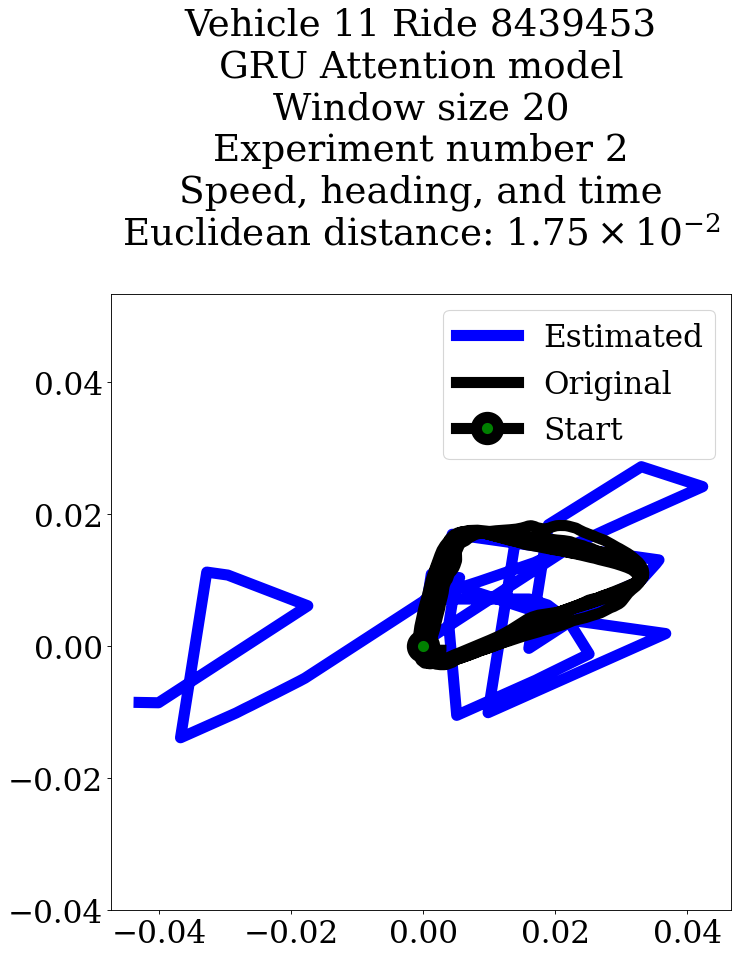 Vehicle 11 Ride 8439453
GRU Attention model
Window size 20
Experiment number 2
Speed, heading, and time
Euclidean distance: 1.75 × 10⁻²
Estimated
Original
Start
0.04
0.02
0.00
−0.02
−0.04
−0.04 −0.02 0.00 0.02 0.04